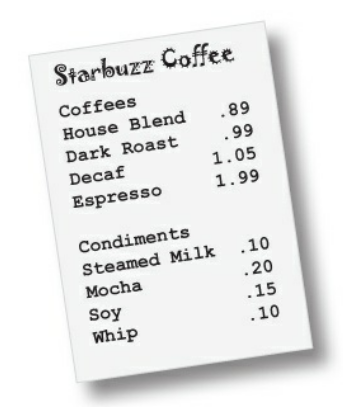 Starbuzz Coffee
Coffees
House Blend .89
Dark Roast .99
Decaf 1.05
Espresso 1.99
Condiments
Steamed Milk .10
Mocha .20
Soy .15
Whip .10